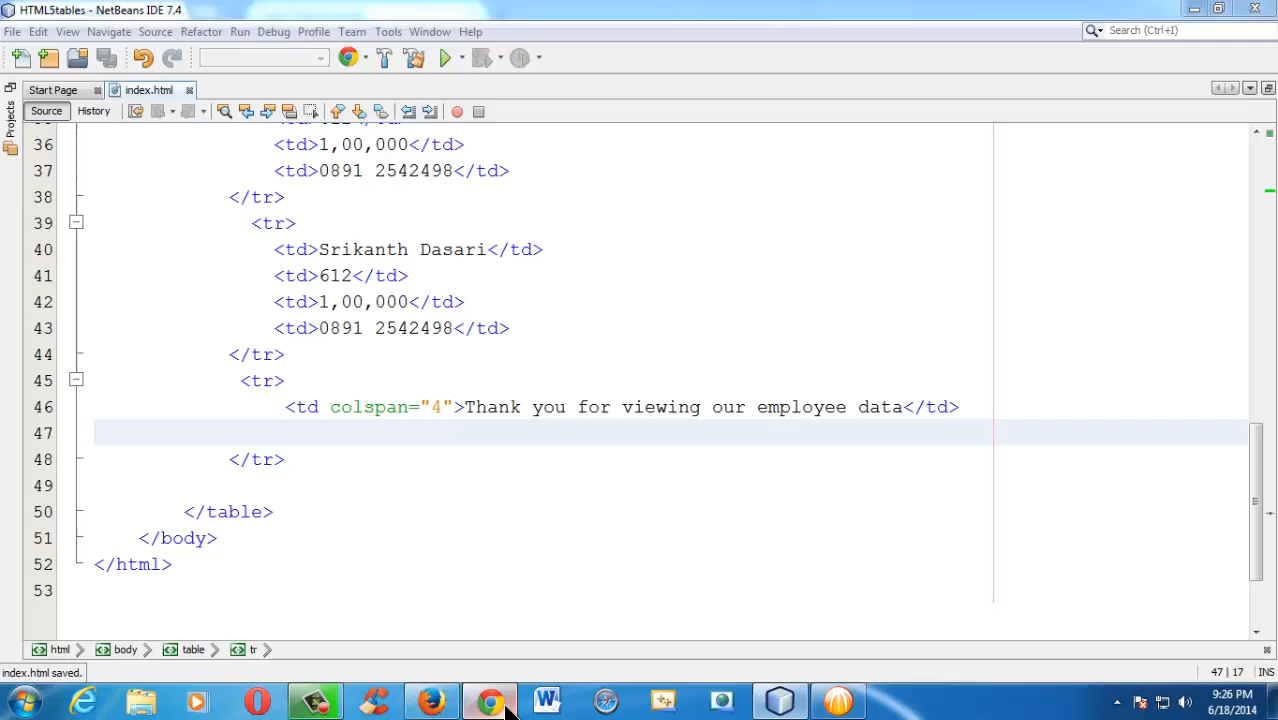 HTML5tables - NetBeans IDE 7.4
File Edit View Navigate Source Refactor Run Debug Profile Team Tools Window Help
Search (Ctrl+I)
Start Page index.html
Source History
Projects
36 <td>1,00,000</td>
37 <td>0891 2542498</td>
38 </tr>
39 <tr>
40 <td>Srikanth Dasari</td>
41 <td>612</td>
42 <td>1,00,000</td>
43 <td>0891 2542498</td>
44 </tr>
45 <tr>
46 <td colspan="4">Thank you for viewing our employee data</td>
47
48 </tr>
49
50 </table>
51 </body>
52 </html>
53
html body table tr
index.html saved.
47 | 17 INS
9:26 PM
6/18/2014